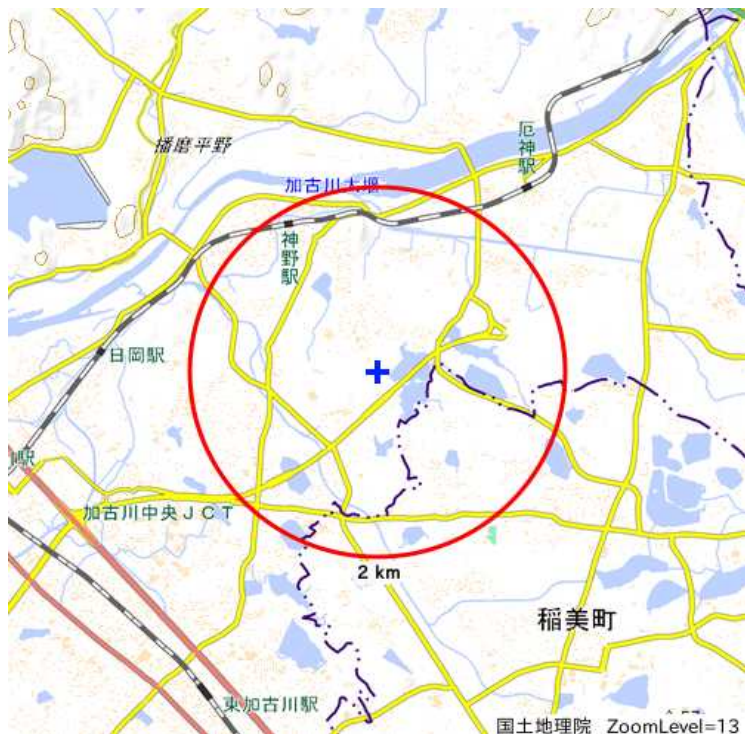 厄神駅
播磨平野
加古川大堰
神野駅
日岡駅
駅
加古川中央JCT
2 km
稲美町
東加古川駅
国土地理院 ZoomLevel=13